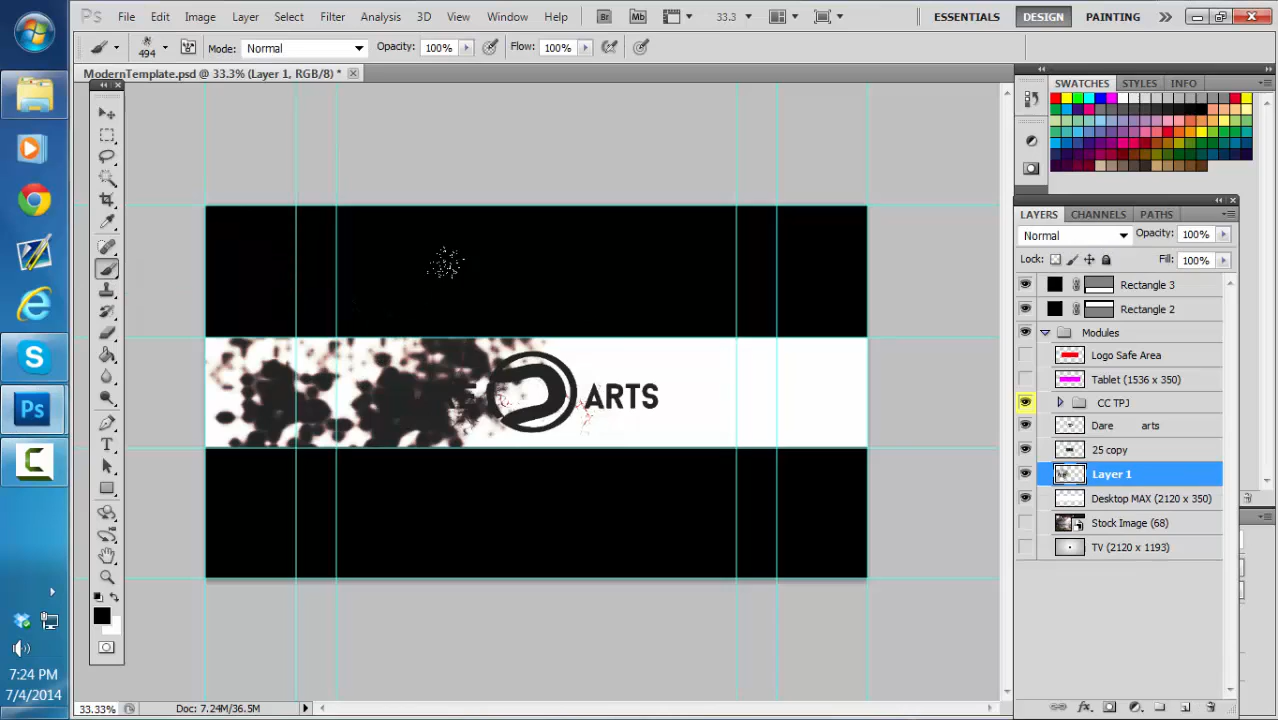 Ps File Edit Image Layer Select Filter Analysis 3D View Window Help Br Mb 33.3 ESSENTIALS DESIGN PAINTING
494 Mode: Normal Opacity: 100% Flow: 100%
ModernTemplate.psd @ 33.3% (Layer 1, RGB/8) *
SWATCHES STYLES INFO
LAYERS CHANNELS PATHS
Normal Opacity: 100%
Lock: Fill: 100%
Rectangle 3
Rectangle 2
Modules
Logo Safe Area
Tablet (1536 x 350)
CC TPJ
Dare arts
25 copy
Layer 1
Desktop MAX (2120 x 350)
Stock Image (68)
TV (2120 x 1193)
ARTS
Ps
7:24 PM
7/4/2014
33.33% Doc: 7.24M/36.5M